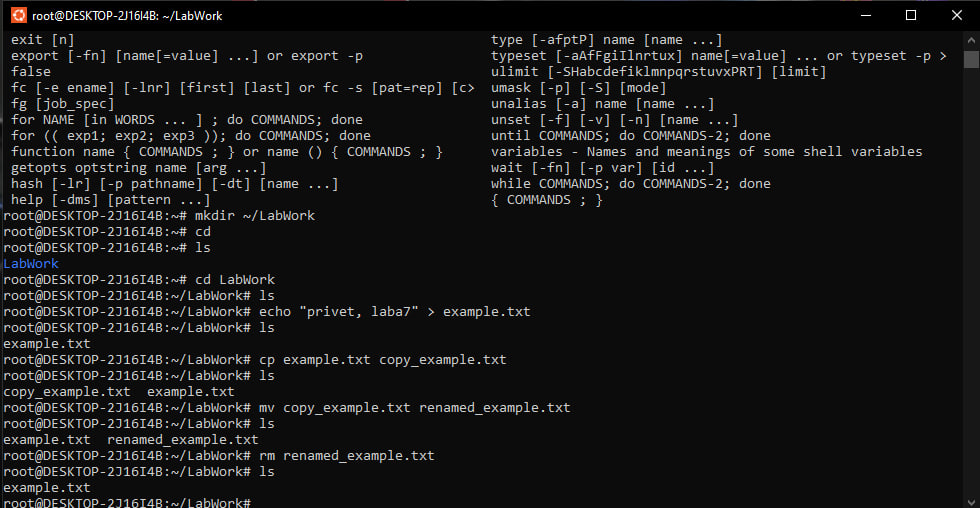 root@DESKTOP-2J16I4B: ~/LabWork
exit [n] type [-afptP] name [name ...]
export [-fn] [name[=value] ...] or export -p typeset [-aAfFgiIlnrtux] name[=value] ... or typeset -p >
false ulimit [-SHabcdefiklmnpqrstuvxPRT] [limit]
fc [-e ename] [-lnr] [first] [last] or fc -s [pat=rep] [c> umask [-p] [-S] [mode]
fg [job_spec] unalias [-a] name [name ...]
for NAME [in WORDS ... ] ; do COMMANDS; done unset [-f] [-v] [-n] [name ...]
for (( exp1; exp2; exp3 )); do COMMANDS; done until COMMANDS; do COMMANDS-2; done
function name { COMMANDS ; } or name () { COMMANDS ; } variables - Names and meanings of some shell variables
getopts optstring name [arg ...] wait [-fn] [-p var] [id ...]
hash [-lr] [-p pathname] [-dt] [name ...] while COMMANDS; do COMMANDS-2; done
help [-dms] [pattern ...] { COMMANDS ; }
root@DESKTOP-2J16I4B:~# mkdir ~/LabWork
root@DESKTOP-2J16I4B:~# cd
root@DESKTOP-2J16I4B:~# ls
LabWork
root@DESKTOP-2J16I4B:~# cd LabWork
root@DESKTOP-2J16I4B:~/LabWork# ls
root@DESKTOP-2J16I4B:~/LabWork# echo "privet, laba7" > example.txt
root@DESKTOP-2J16I4B:~/LabWork# ls
example.txt
root@DESKTOP-2J16I4B:~/LabWork# cp example.txt copy_example.txt
root@DESKTOP-2J16I4B:~/LabWork# ls
copy_example.txt  example.txt
root@DESKTOP-2J16I4B:~/LabWork# mv copy_example.txt renamed_example.txt
root@DESKTOP-2J16I4B:~/LabWork# ls
example.txt  renamed_example.txt
root@DESKTOP-2J16I4B:~/LabWork# rm renamed_example.txt
root@DESKTOP-2J16I4B:~/LabWork# ls
example.txt
root@DESKTOP-2J16I4B:~/LabWork#